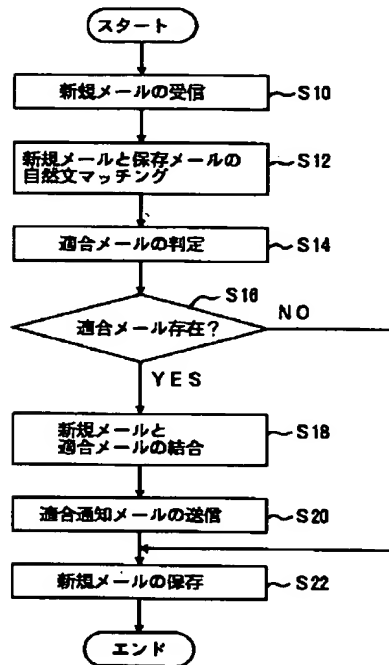 スタート
新規メールの受信
S10
新規メールと保存メールの
自然文マッチング
S12
適合メールの判定
S14
S16
適合メール存在？
NO
YES
新規メールと
適合メールの結合
S18
適合通知メールの送信
S20
新規メールの保存
S22
エンド